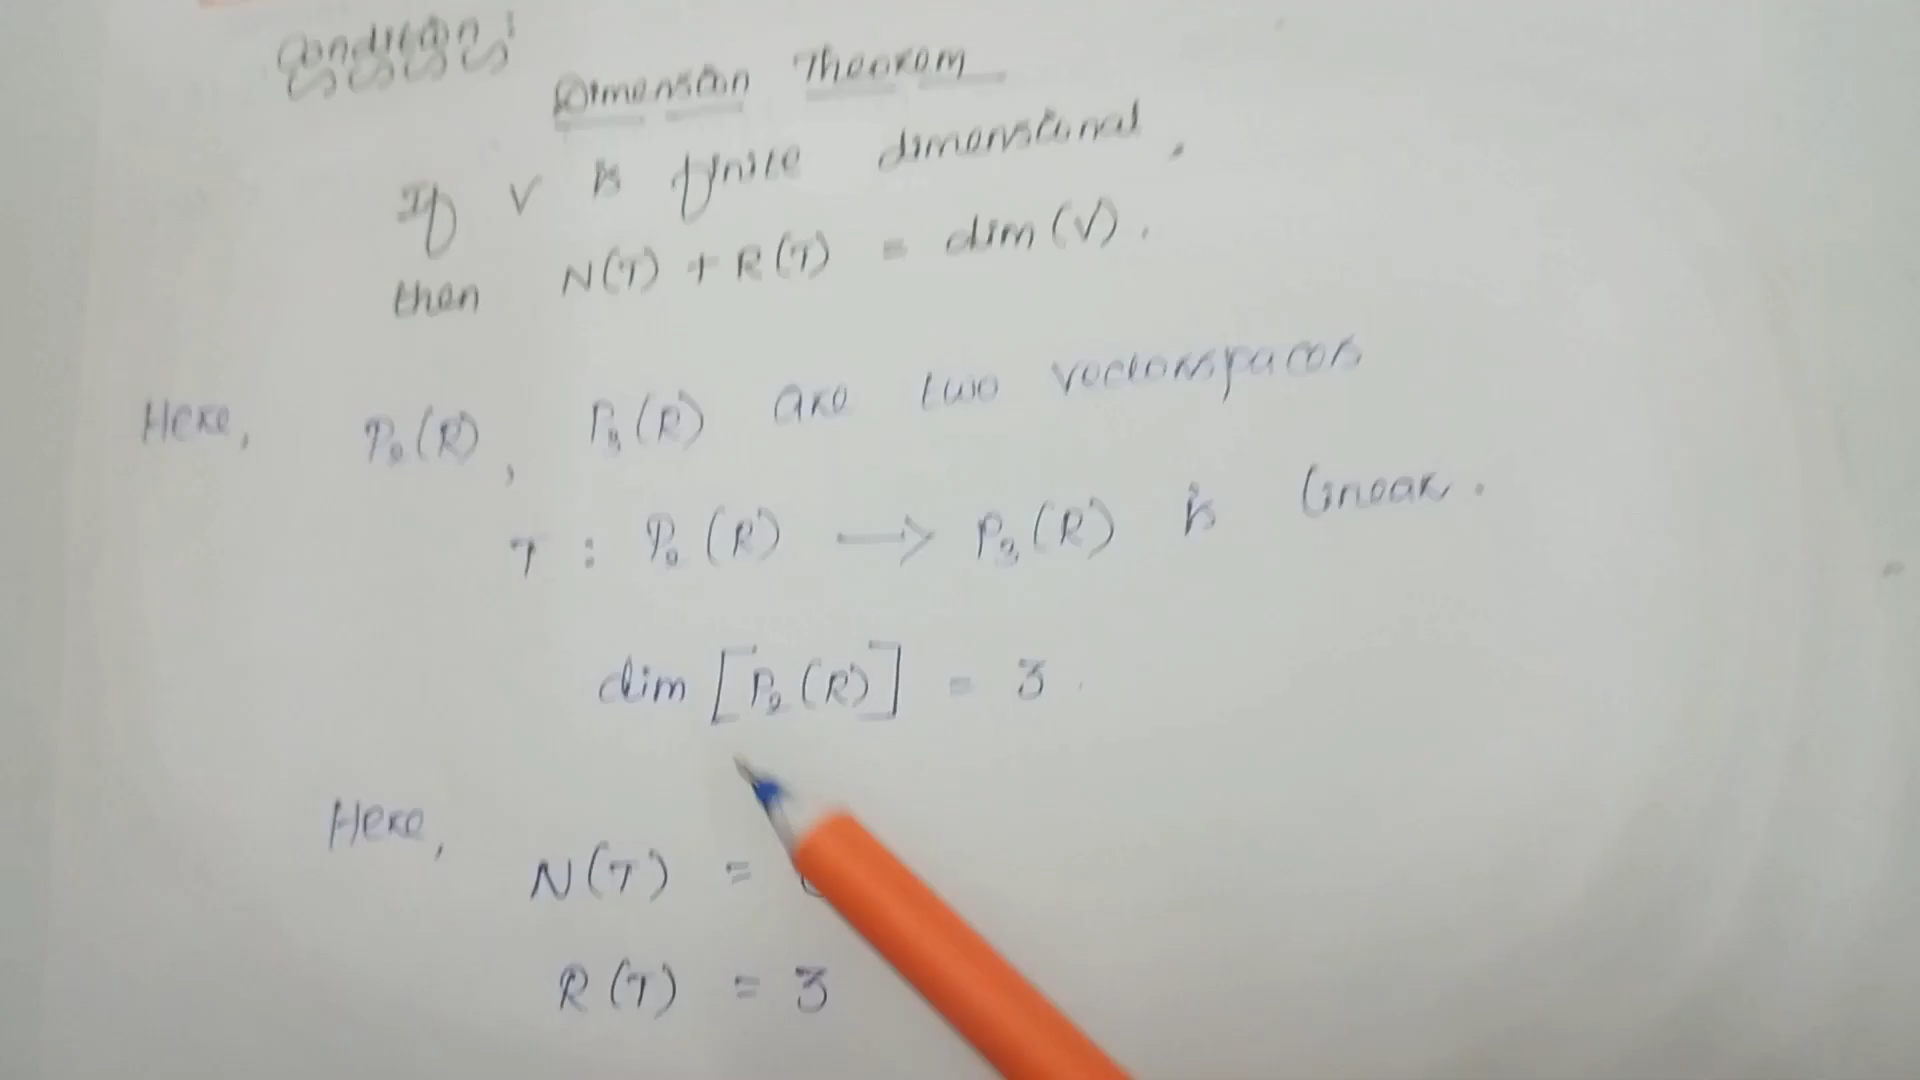 Condition:
Dimension Theorem
If V is finite dimensional,
then N(T) + R(T) = dim(V).
Here, P₂(R), P₃(R) are two vectorspaces
T : P₂(R) → P₃(R) is linear.
dim [P₂(R)] = 3.
Here,
N(T) =
R(T) = 3